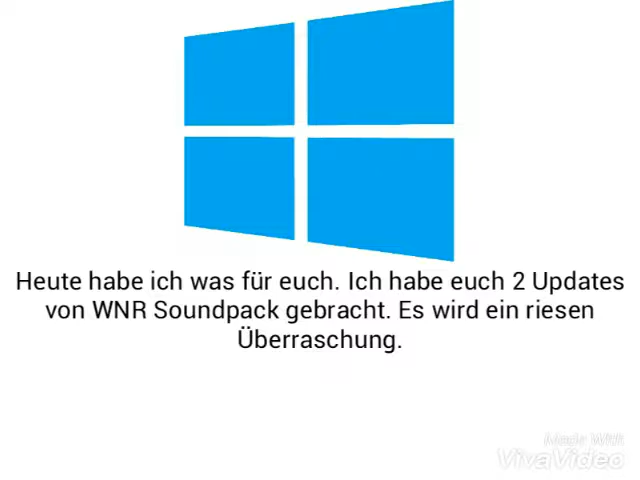 Heute habe ich was für euch. Ich habe euch 2 Updates
von WNR Soundpack gebracht. Es wird ein riesen
Überraschung.
Made With
VivaVideo